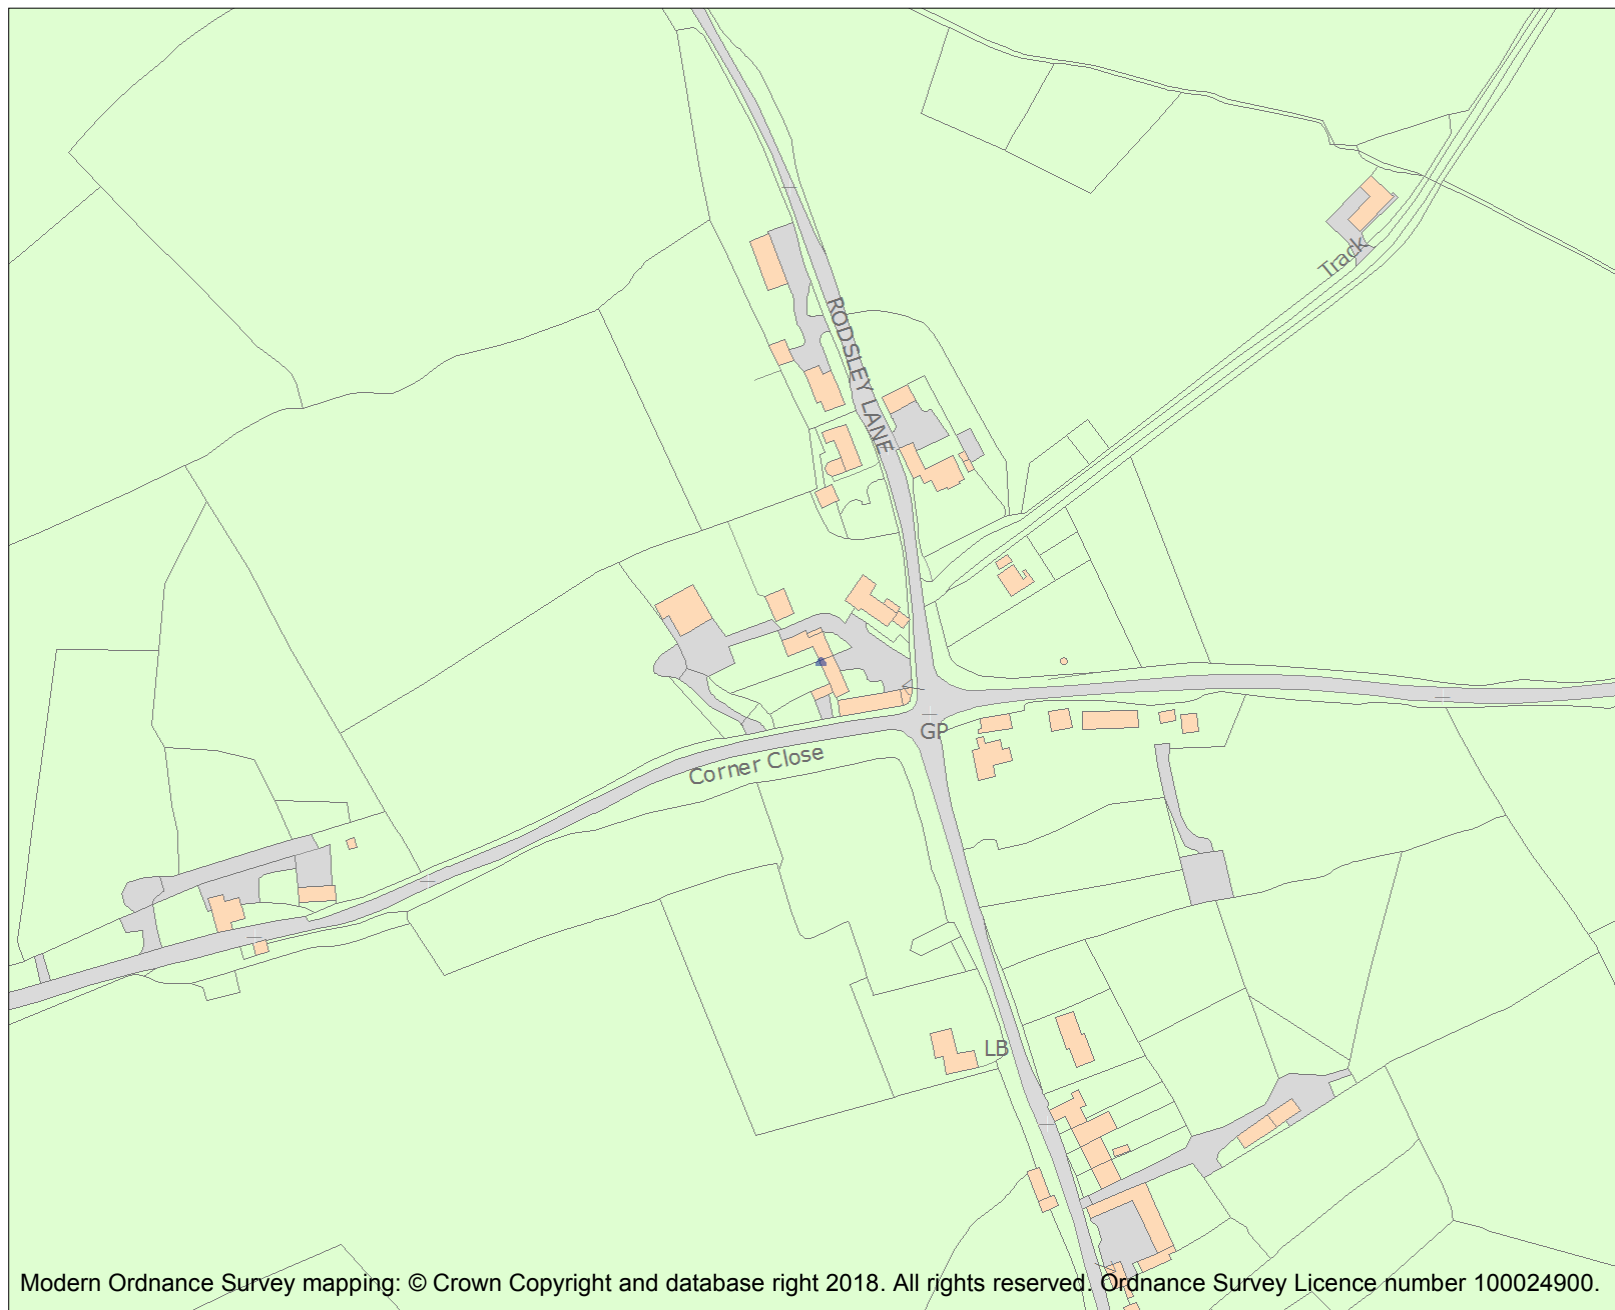 Track
RODSLEY LANE
GP
Corner Close
LB
Modern Ordnance Survey mapping: © Crown Copyright and database right 2018. All rights reserved. Ordnance Survey Licence number 100024900.